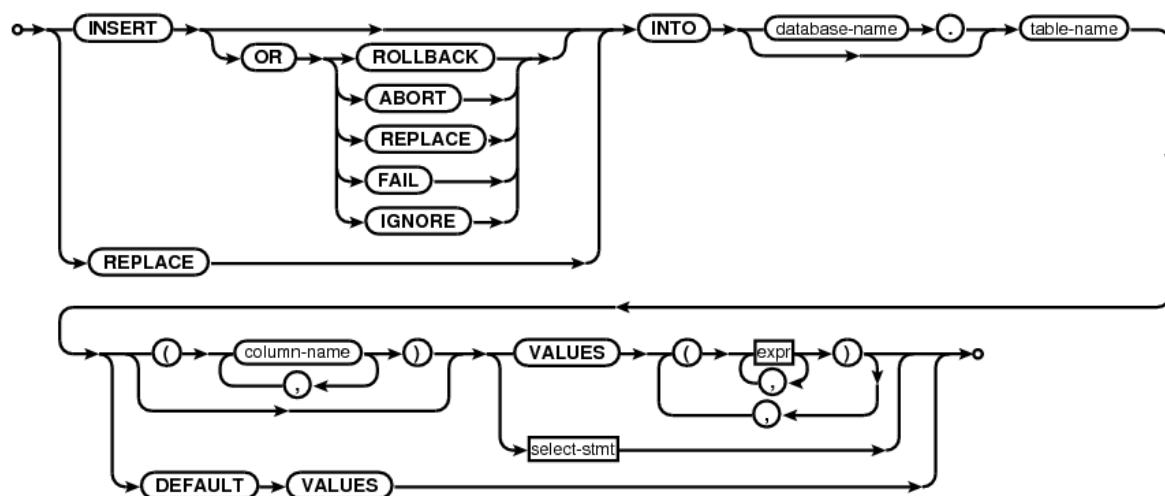 INSERT INTO database-name . table-name
OR ROLLBACK
ABORT
REPLACE
FAIL
IGNORE
REPLACE
( column-name ) VALUES ( expr )
, ,
,
select-stmt
DEFAULT VALUES